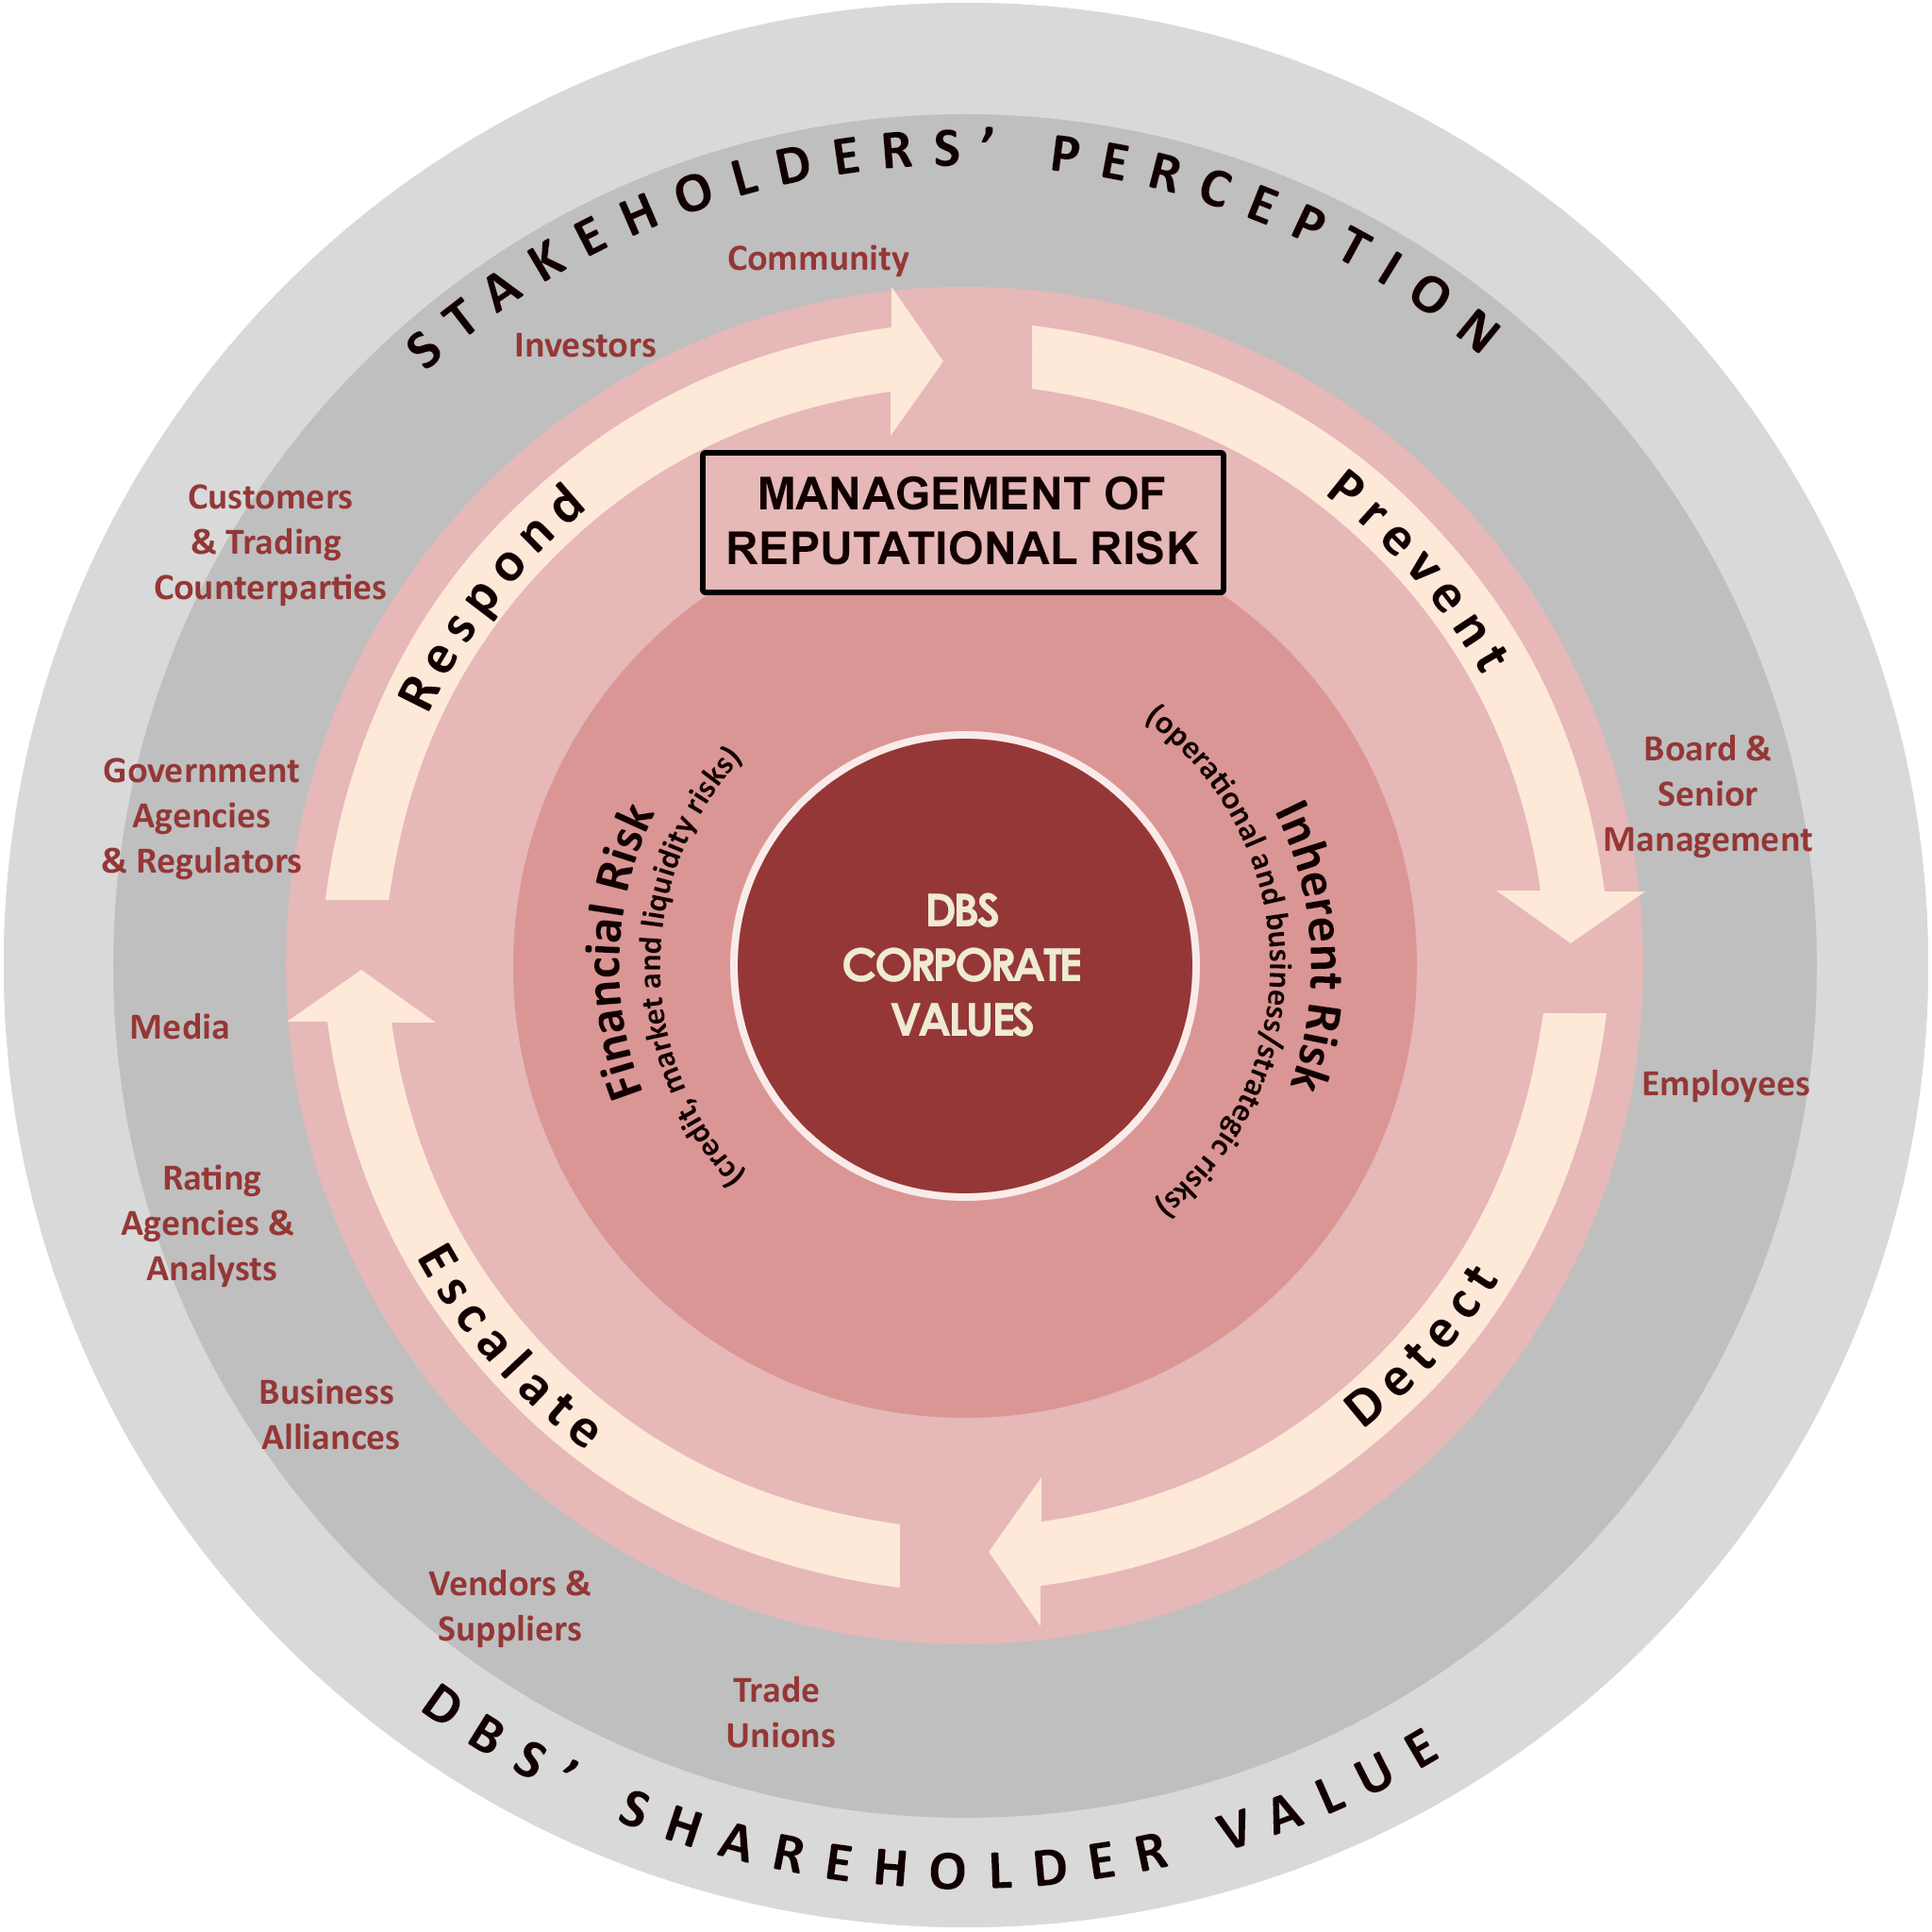 STAKEHOLDERS’ PERCEPTION
Community
Investors
Customers
& Trading
Counterparties
Government
Agencies
& Regulators
Media
Rating
Agencies &
Analysts
Business
Alliances
Vendors &
Suppliers
Trade
Unions
Board &
Senior
Management
Employees
Respond
Prevent
Detect
Escalate
MANAGEMENT OF
REPUTATIONAL RISK
Financial Risk
(credit, market and liquidity risks)
Inherent Risk
(operational and business/strategic risks)
DBS
CORPORATE
VALUES
DBS’ SHAREHOLDER VALUE